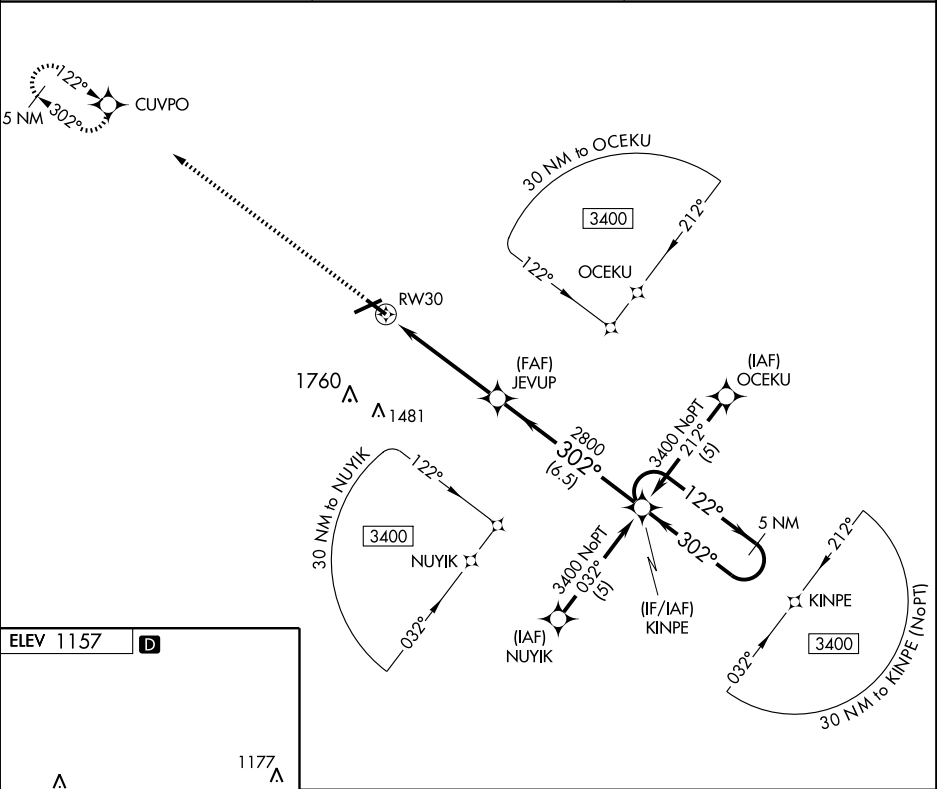 122°
302°
5 NM
CUVPO
30 NM to OCEKU
3400
212°
122°
OCEKU
RW30
(FAF)
JEVUP
(IAF)
OCEKU
1760
1481
3400 NoPT
212°
(5)
2800
302°
(6.5)
122°
302°
5 NM
30 NM to NUYIK
122°
3400
NUYIK
032°
3400 NoPT
032°
(5)
(IAF)
NUYIK
(IF/IAF)
KINPE
212°
KINPE
3400
032°
30 NM to KINPE (NoPT)
ELEV 1157
D
1177